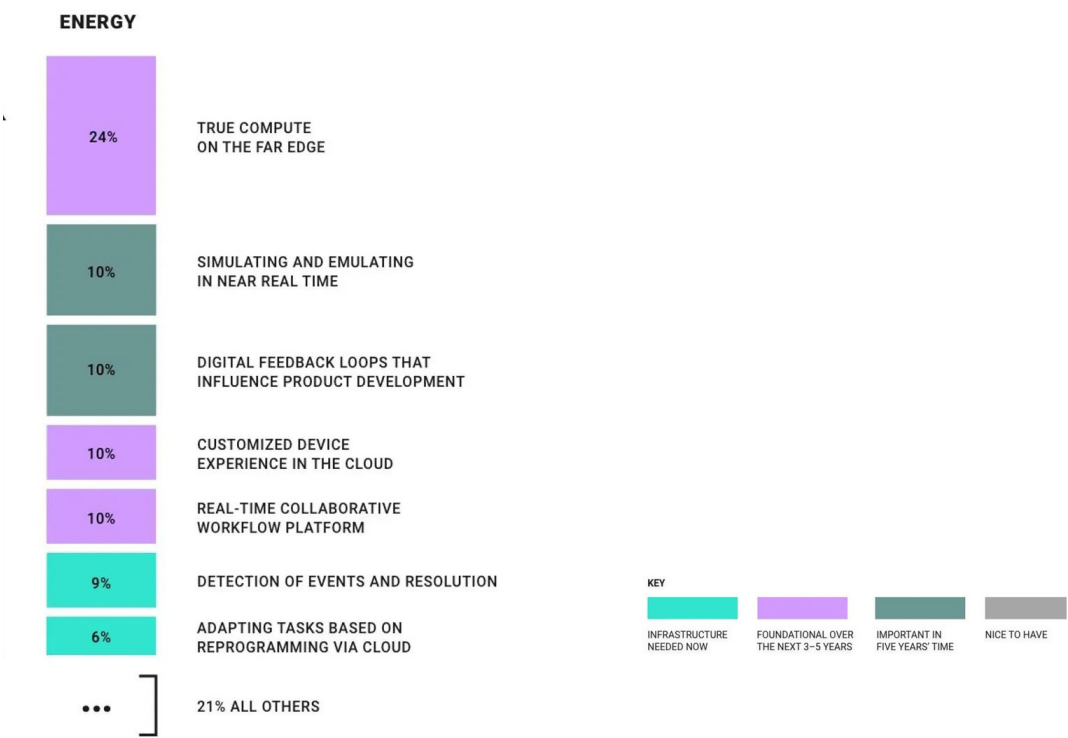 ENERGY
24%
TRUE COMPUTE
ON THE FAR EDGE
10%
SIMULATING AND EMULATING
IN NEAR REAL TIME
10%
DIGITAL FEEDBACK LOOPS THAT
INFLUENCE PRODUCT DEVELOPMENT
10%
CUSTOMIZED DEVICE
EXPERIENCE IN THE CLOUD
10%
REAL-TIME COLLABORATIVE
WORKFLOW PLATFORM
9%
DETECTION OF EVENTS AND RESOLUTION
6%
ADAPTING TASKS BASED ON
REPROGRAMMING VIA CLOUD
•••
21% ALL OTHERS
KEY
INFRASTRUCTURE
NEEDED NOW
FOUNDATIONAL OVER
THE NEXT 3–5 YEARS
IMPORTANT IN
FIVE YEARS' TIME
NICE TO HAVE